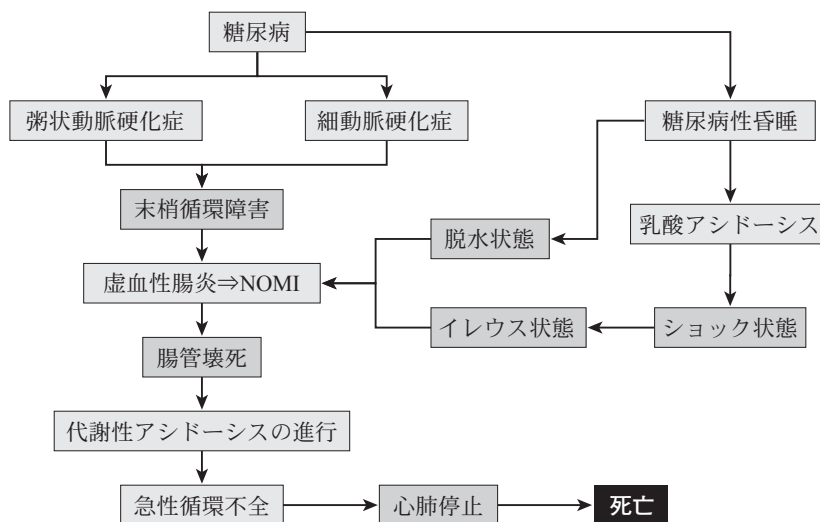 糖尿病
粥状動脈硬化症
細動脈硬化症
糖尿病性昏睡
末梢循環障害
脱水状態
乳酸アシドーシス
虚血性腸炎⇒NOMI
イレウス状態
ショック状態
腸管壊死
代謝性アシドーシスの進行
急性循環不全
心肺停止
死亡